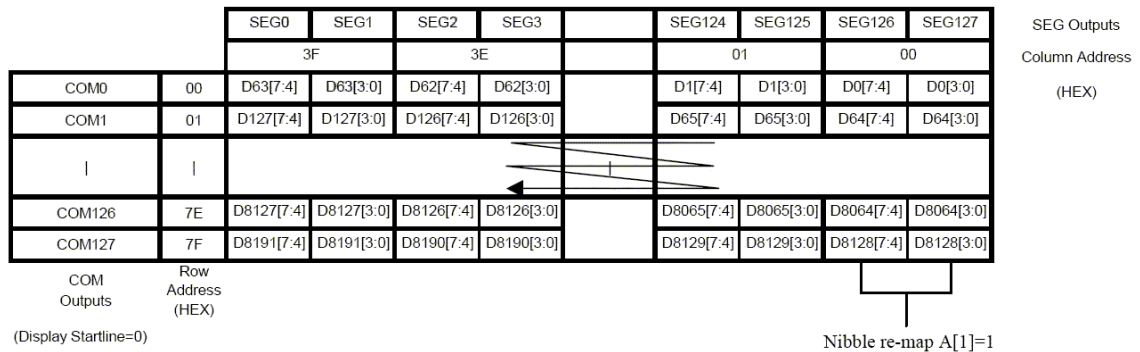 SEG0 SEG1 SEG2 SEG3 SEG124 SEG125 SEG126 SEG127 SEG Outputs
3F 3E 01 00 Column Address
COM0 00 D63[7:4] D63[3:0] D62[7:4] D62[3:0] D1[7:4] D1[3:0] D0[7:4] D0[3:0] (HEX)
COM1 01 D127[7:4] D127[3:0] D126[7:4] D126[3:0] D65[7:4] D65[3:0] D64[7:4] D64[3:0]
| | |
COM126 7E D8127[7:4] D8127[3:0] D8126[7:4] D8126[3:0] D8065[7:4] D8065[3:0] D8064[7:4] D8064[3:0]
COM127 7F D8191[7:4] D8191[3:0] D8190[7:4] D8190[3:0] D8129[7:4] D8129[3:0] D8128[7:4] D8128[3:0]
COM Row
Outputs Address
(HEX)
(Display Startline=0)
Nibble re-map A[1]=1